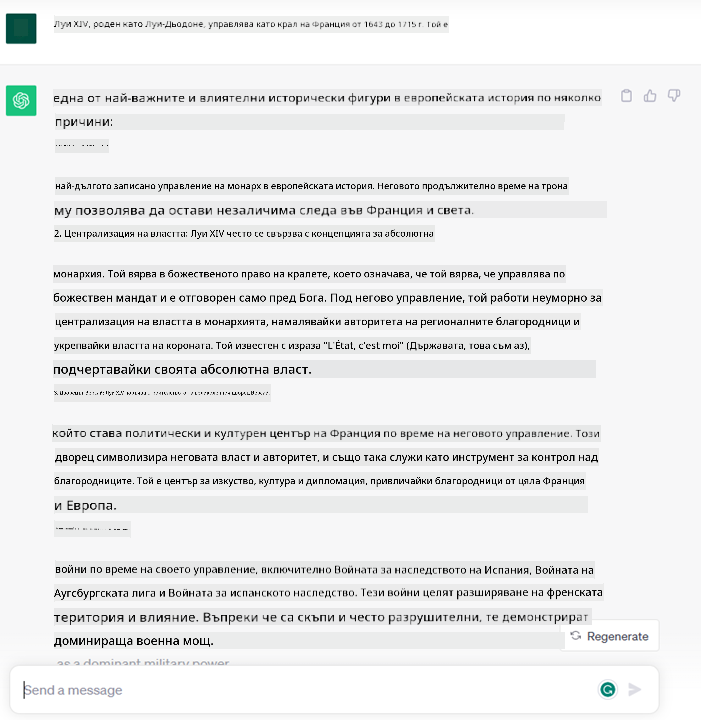 Луи XIV, роден като Луи-Дьодоне, управлява като крал на Франция от 1643 до 1715 г. Той е
една от най-важните и влиятелни исторически фигури в европейската история по няколко
причини:
най-дългото записано управление на монарх в европейската история. Неговото продължително време на трона
му позволява да остави незаличима следа във Франция и света.
2. Централизация на властта: Луи XIV често се свързва с концепцията за абсолютна
монархия. Той вярва в божественото право на кралете, което означава, че той вярва, че управлява по
божествен мандат и е отговорен само пред Бога. Под негово управление, той работи неуморно за
централизация на властта в монархията, намалявайки авторитета на регионалните благородници и
укрепвайки властта на короната. Той известен с израза "L'État, c'est moi" (Държавата, това съм аз),
подчертавайки своята абсолютна власт.
който става политически и културен център на Франция по време на неговото управление. Този
дворец символизира неговата власт и авторитет, и също така служи като инструмент за контрол над
благородниците. Той е център за изкуство, култура и дипломация, привличайки благородници от цяла Франция
и Европа.
войни по време на своето управление, включително Войната за наследството на Испания, Войната на
Аугсбургската лига и Войната за испанското наследство. Тези войни целят разширяване на френската
територия и влияние. Въпреки че са скъпи и често разрушителни, те демонстрират
доминираща военна мощ.
Regenerate
as a dominant military power
Send a message